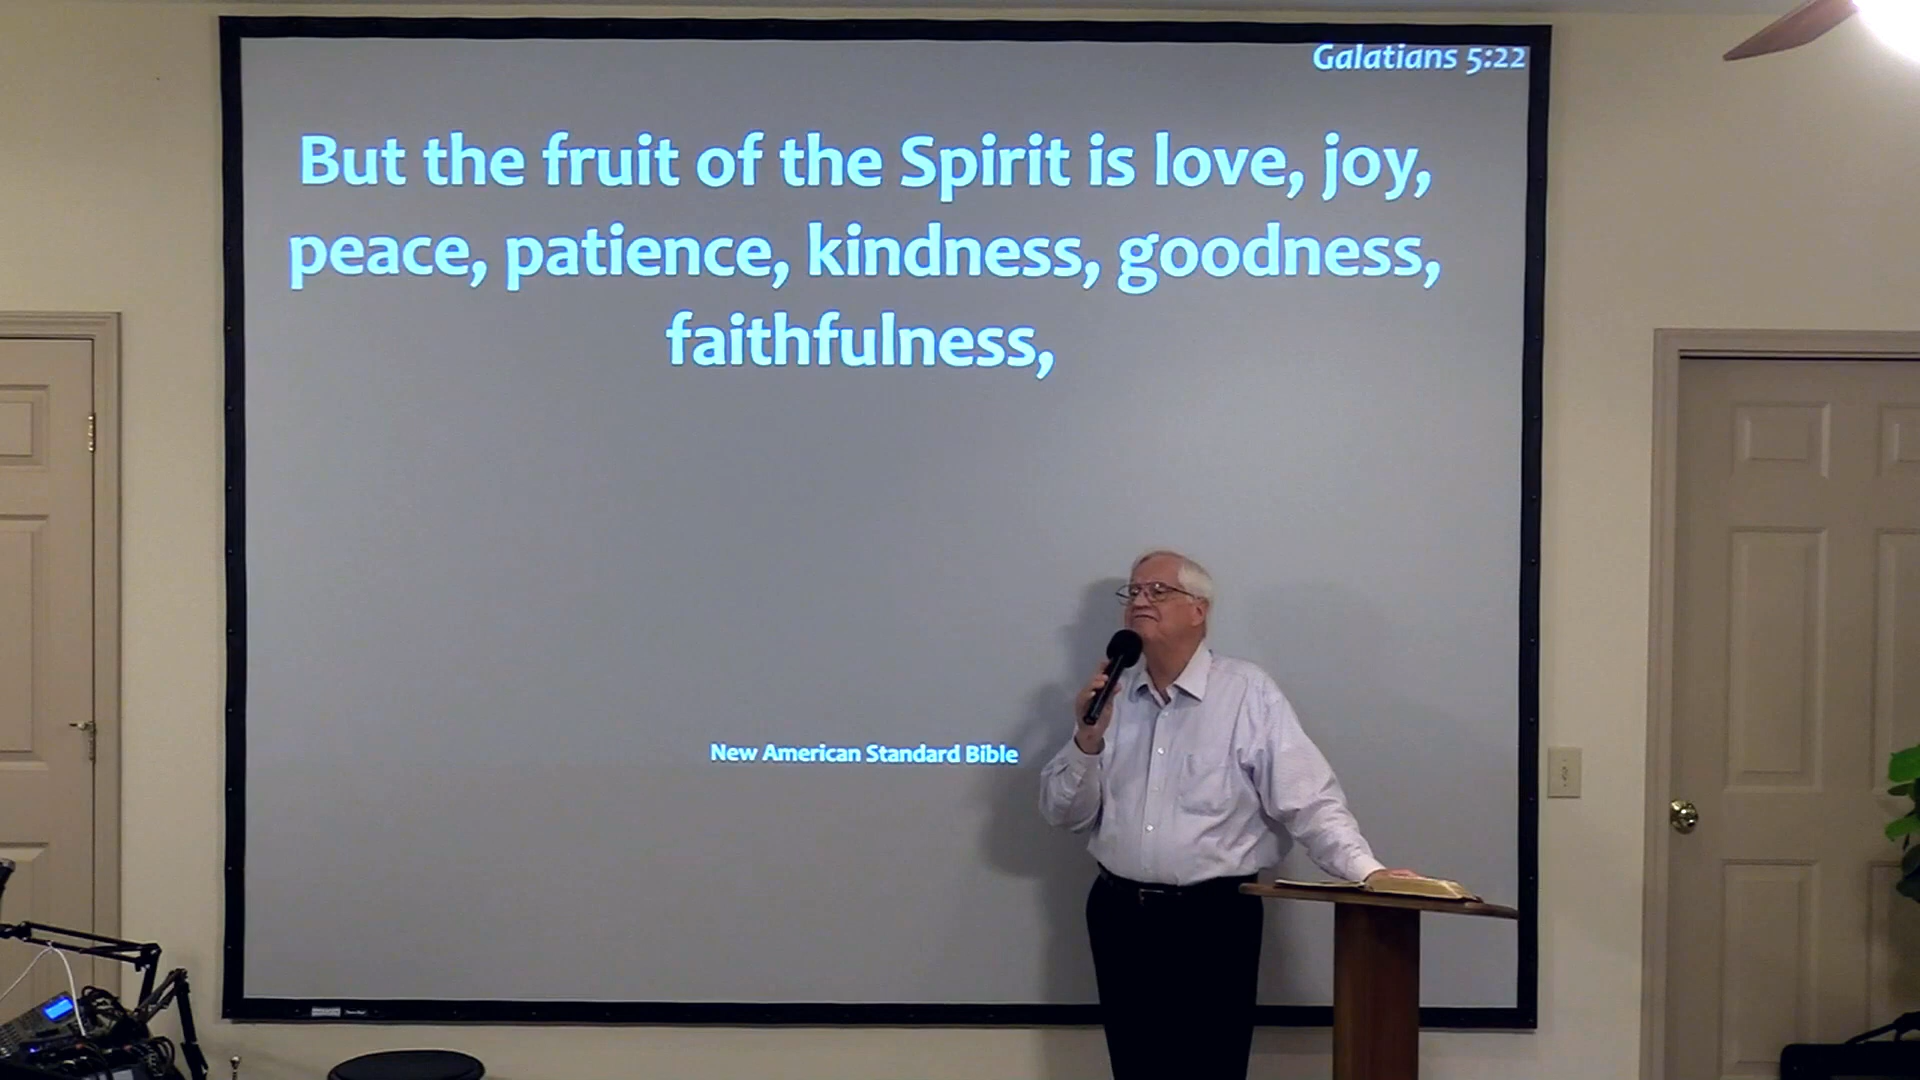 Galatians 5:22
But the fruit of the Spirit is love, joy,
peace, patience, kindness, goodness,
faithfulness,
New American Standard Bible